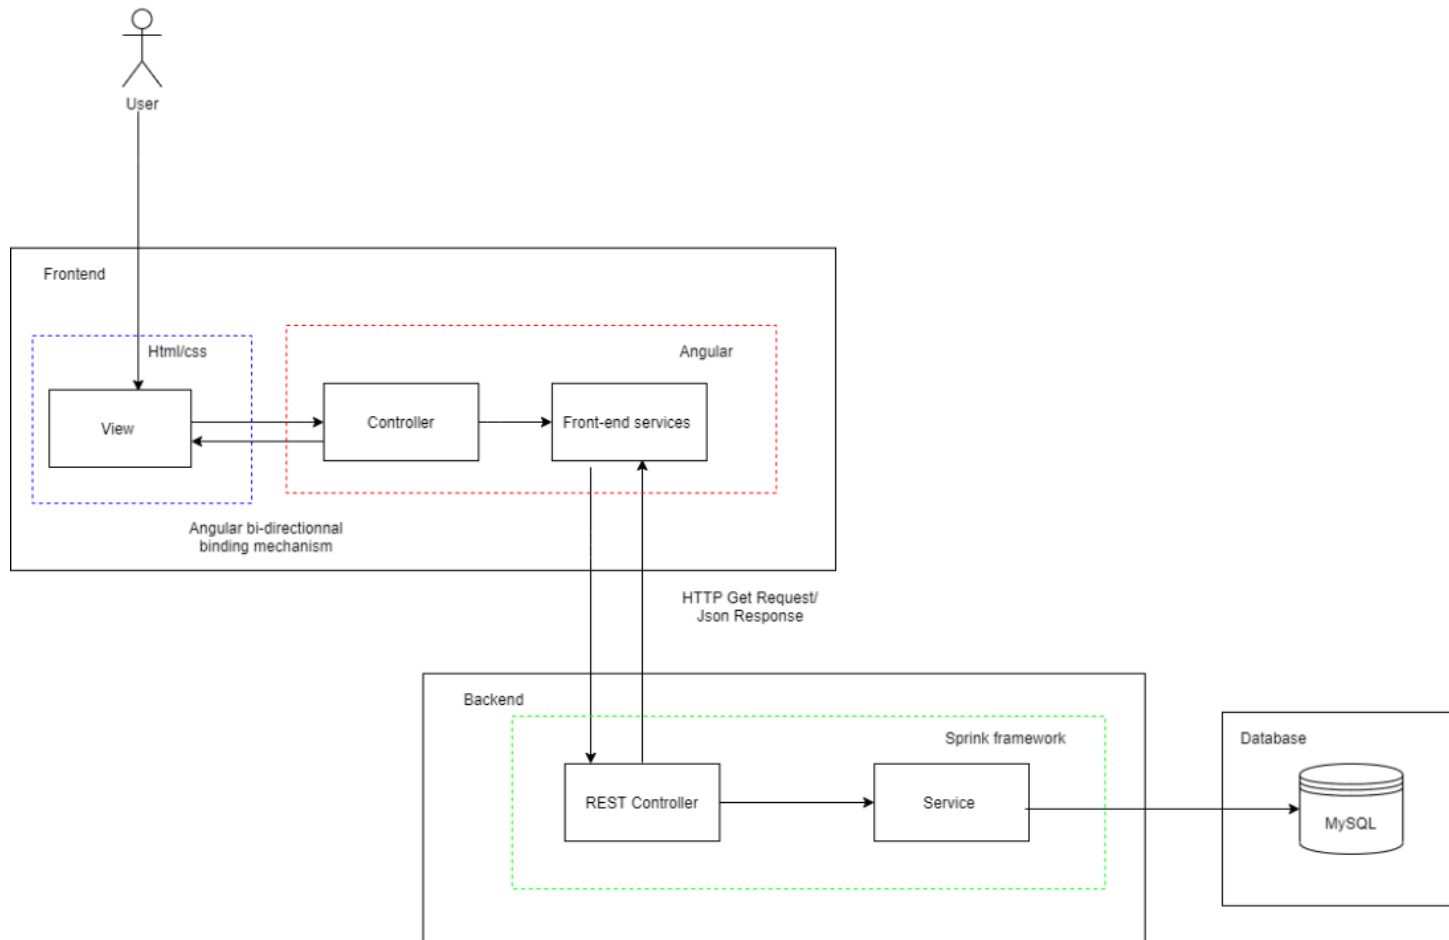 User
Frontend
Html/css
Angular
View
Controller
Front-end services
Angular bi-directionnal
binding mechanism
HTTP Get Request/
Json Response
Backend
Sprink framework
Database
REST Controller
Service
MySQL